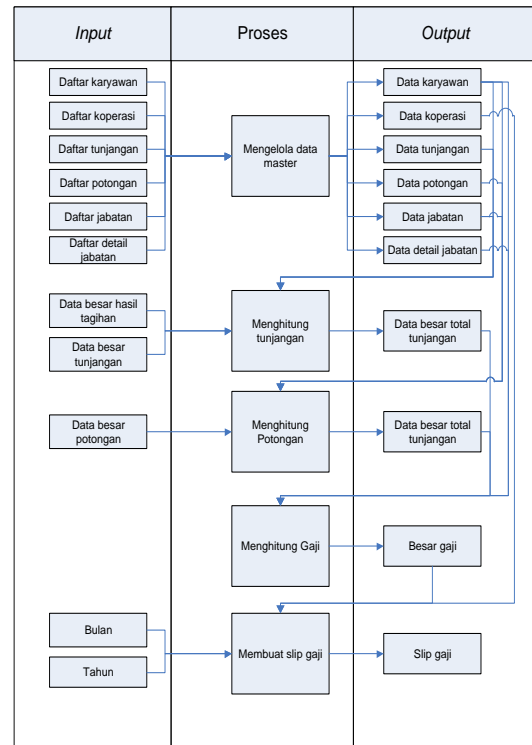 Input
Proses
Output
Daftar karyawan
Daftar koperasi
Daftar tunjangan
Daftar potongan
Daftar jabatan
Daftar detail
jabatan
Mengelola data
master
Data karyawan
Data koperasi
Data tunjangan
Data potongan
Data jabatan
Data detail jabatan
Data besar hasil
tagihan
Data besar
tunjangan
Menghitung
tunjangan
Data besar total
tunjangan
Data besar
potongan
Menghitung
Potongan
Data besar total
tunjangan
Menghitung Gaji
Besar gaji
Bulan
Tahun
Membuat slip gaji
Slip gaji